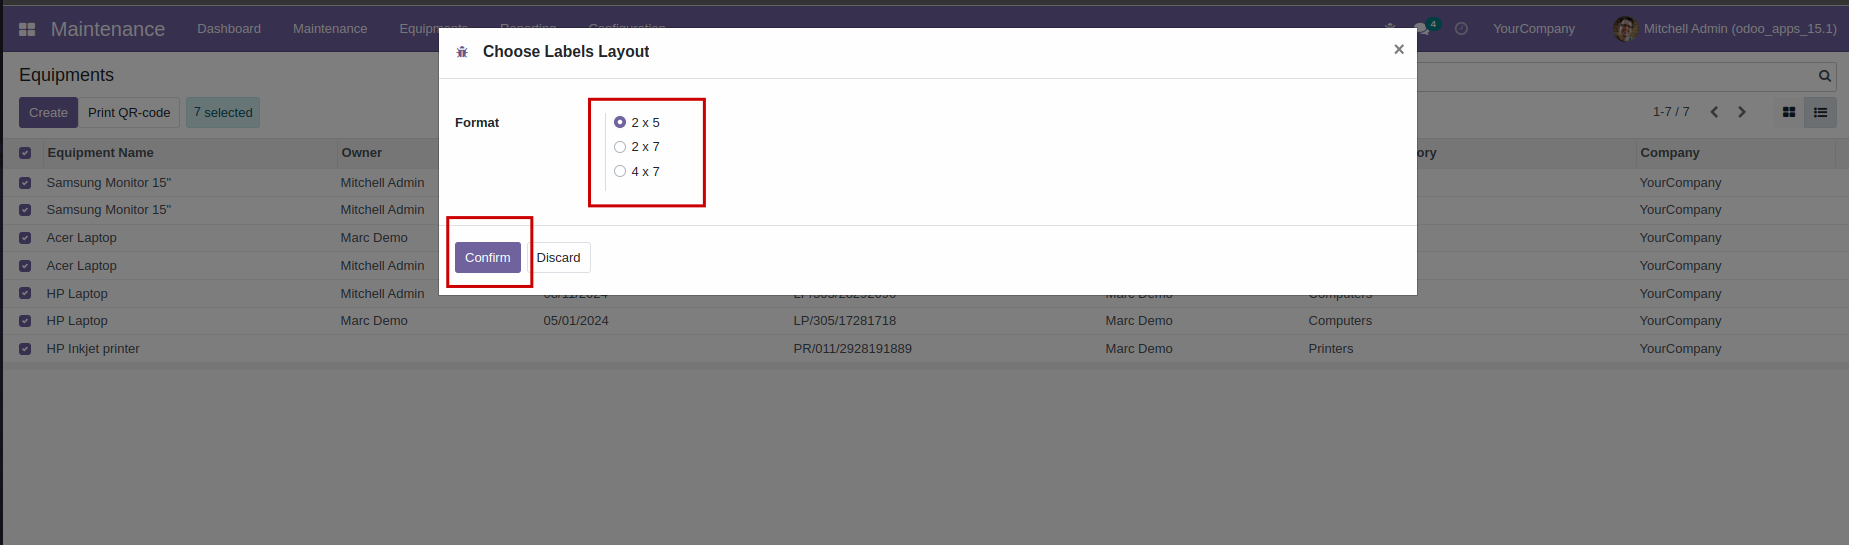 Maintenance Dashboard Maintenance Equipments Reporting Configuration 4 YourCompany Mitchell Admin (odoo_apps_15.1)
Choose Labels Layout ×
Equipments
Create Print QR-code 7 selected 1-7 / 7
Format
2 x 5
2 x 7
4 x 7
Confirm Discard
Equipment Name Owner ory Company
Samsung Monitor 15" Mitchell Admin YourCompany
Samsung Monitor 15" Mitchell Admin YourCompany
Acer Laptop Marc Demo YourCompany
Acer Laptop Mitchell Admin YourCompany
HP Laptop Mitchell Admin Marc Demo Computers YourCompany
HP Laptop Marc Demo 05/01/2024 LP/305/17281718 Marc Demo Computers YourCompany
HP Inkjet printer PR/011/2928191889 Marc Demo Printers YourCompany